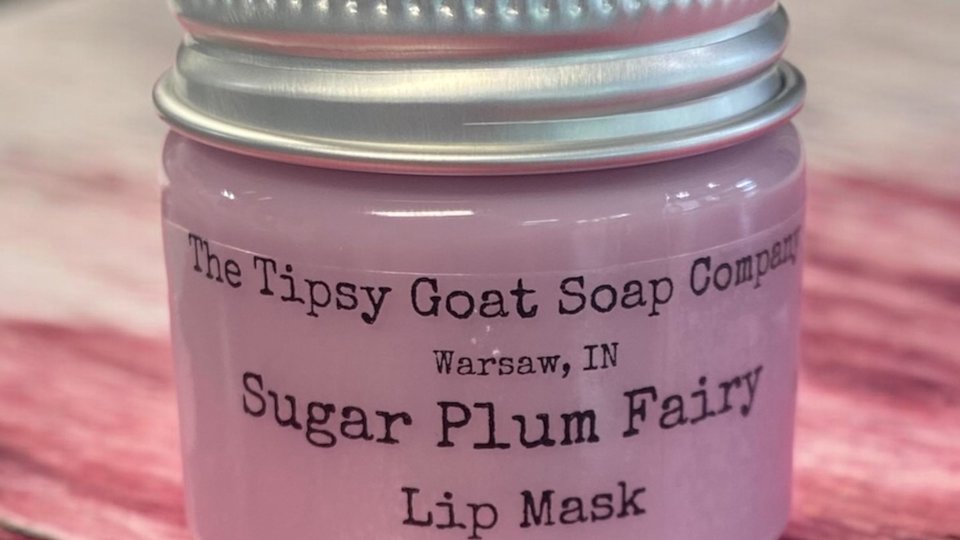 The Tipsy Goat Soap Company
Warsaw, IN
Sugar Plum Fairy
Lip Mask